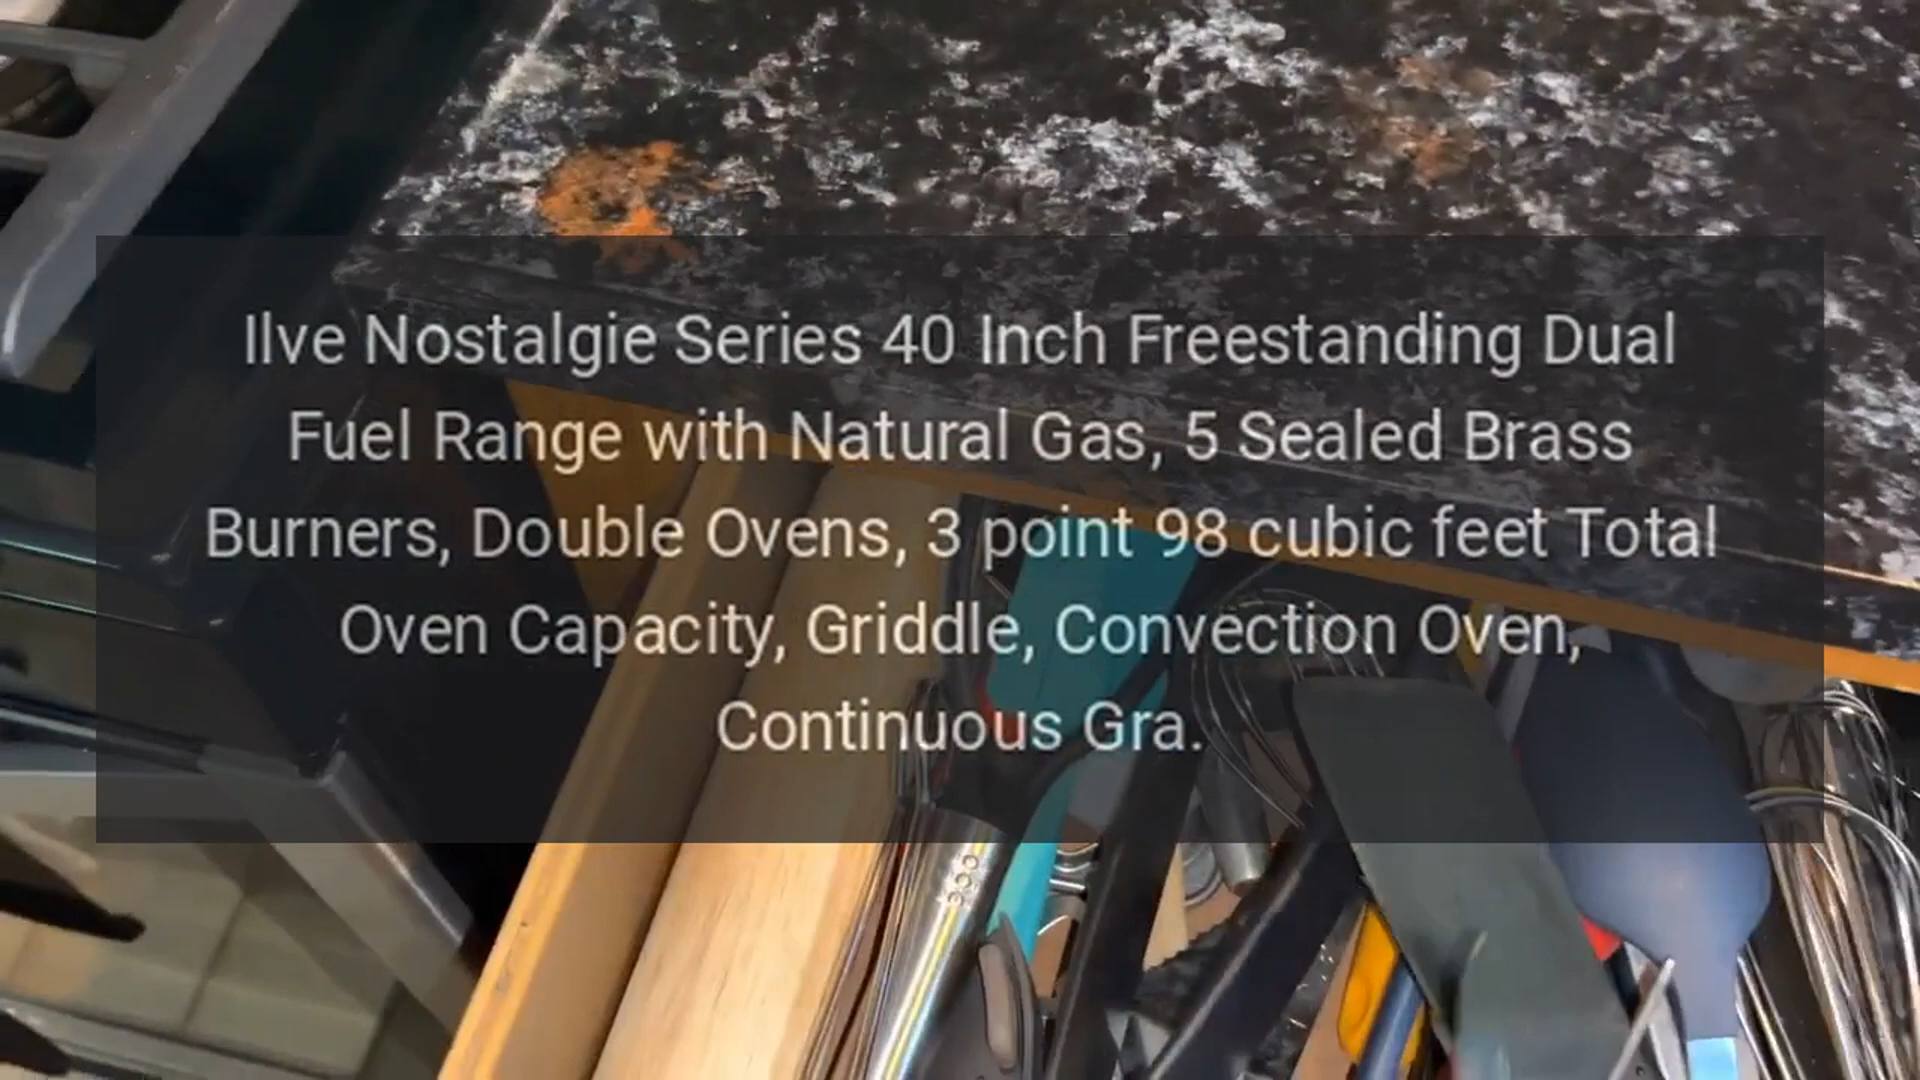 Ilve Nostalgie Series 40 Inch Freestanding Dual
Fuel Range with Natural Gas, 5 Sealed Brass
Burners, Double Ovens, 3 point 98 cubic feet Total
Oven Capacity, Griddle, Convection Oven,
Continuous Gra.